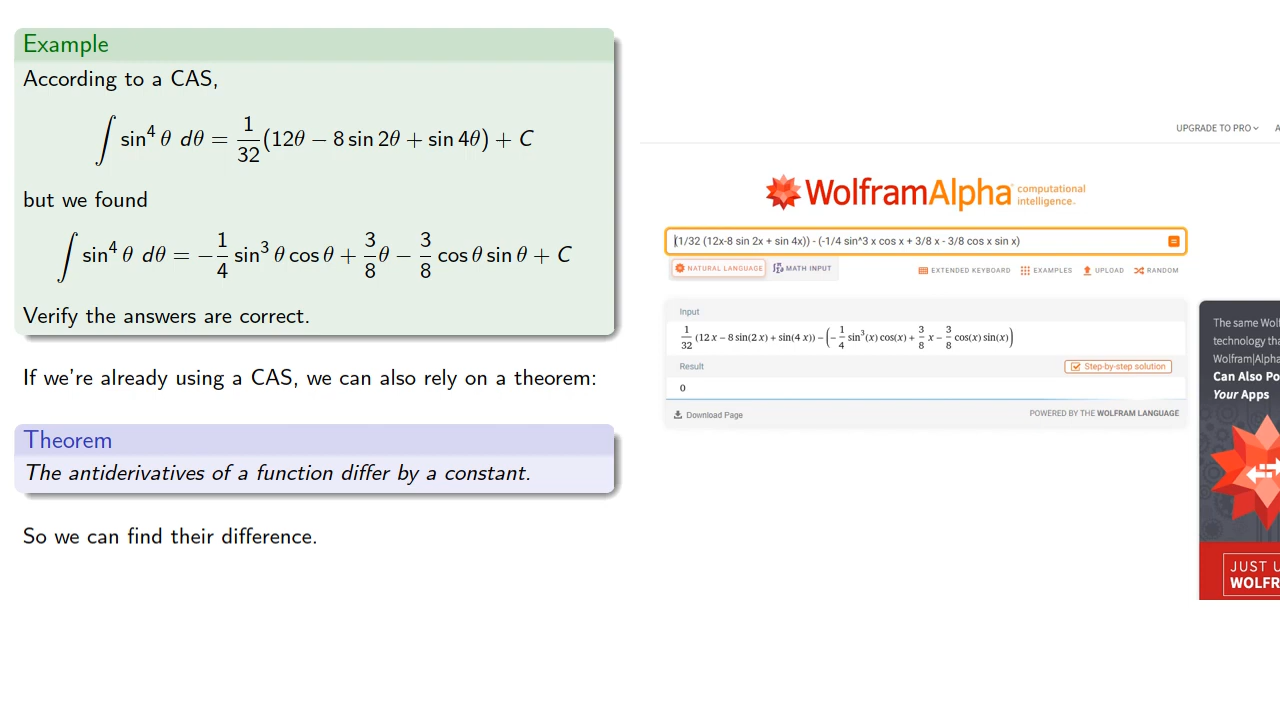 Example
According to a CAS,
∫ sin⁴ θ dθ = 1/32 (12θ − 8 sin 2θ + sin 4θ) + C
but we found
∫ sin⁴ θ dθ = −1/4 sin³ θ cos θ + 3/8 θ − 3/8 cos θ sin θ + C
Verify the answers are correct.
If we're already using a CAS, we can also rely on a theorem:
Theorem
The antiderivatives of a function differ by a constant.
So we can find their difference.
UPGRADE TO PRO
WolframAlpha computational intelligence.
(1/32 (12x-8 sin 2x + sin 4x)) - (-1/4 sin^3 x cos x + 3/8 x - 3/8 cos x sin x)
NATURAL LANGUAGE MATH INPUT EXTENDED KEYBOARD EXAMPLES UPLOAD RANDOM
Input
1/32 (12 x − 8 sin(2 x) + sin(4 x)) − (−1/4 sin³(x) cos(x) + 3/8 x − 3/8 cos(x) sin(x))
Result Step-by-step solution
0
Download Page POWERED BY THE WOLFRAM LANGUAGE
The same
technology
Can Also
Your Apps
JUST